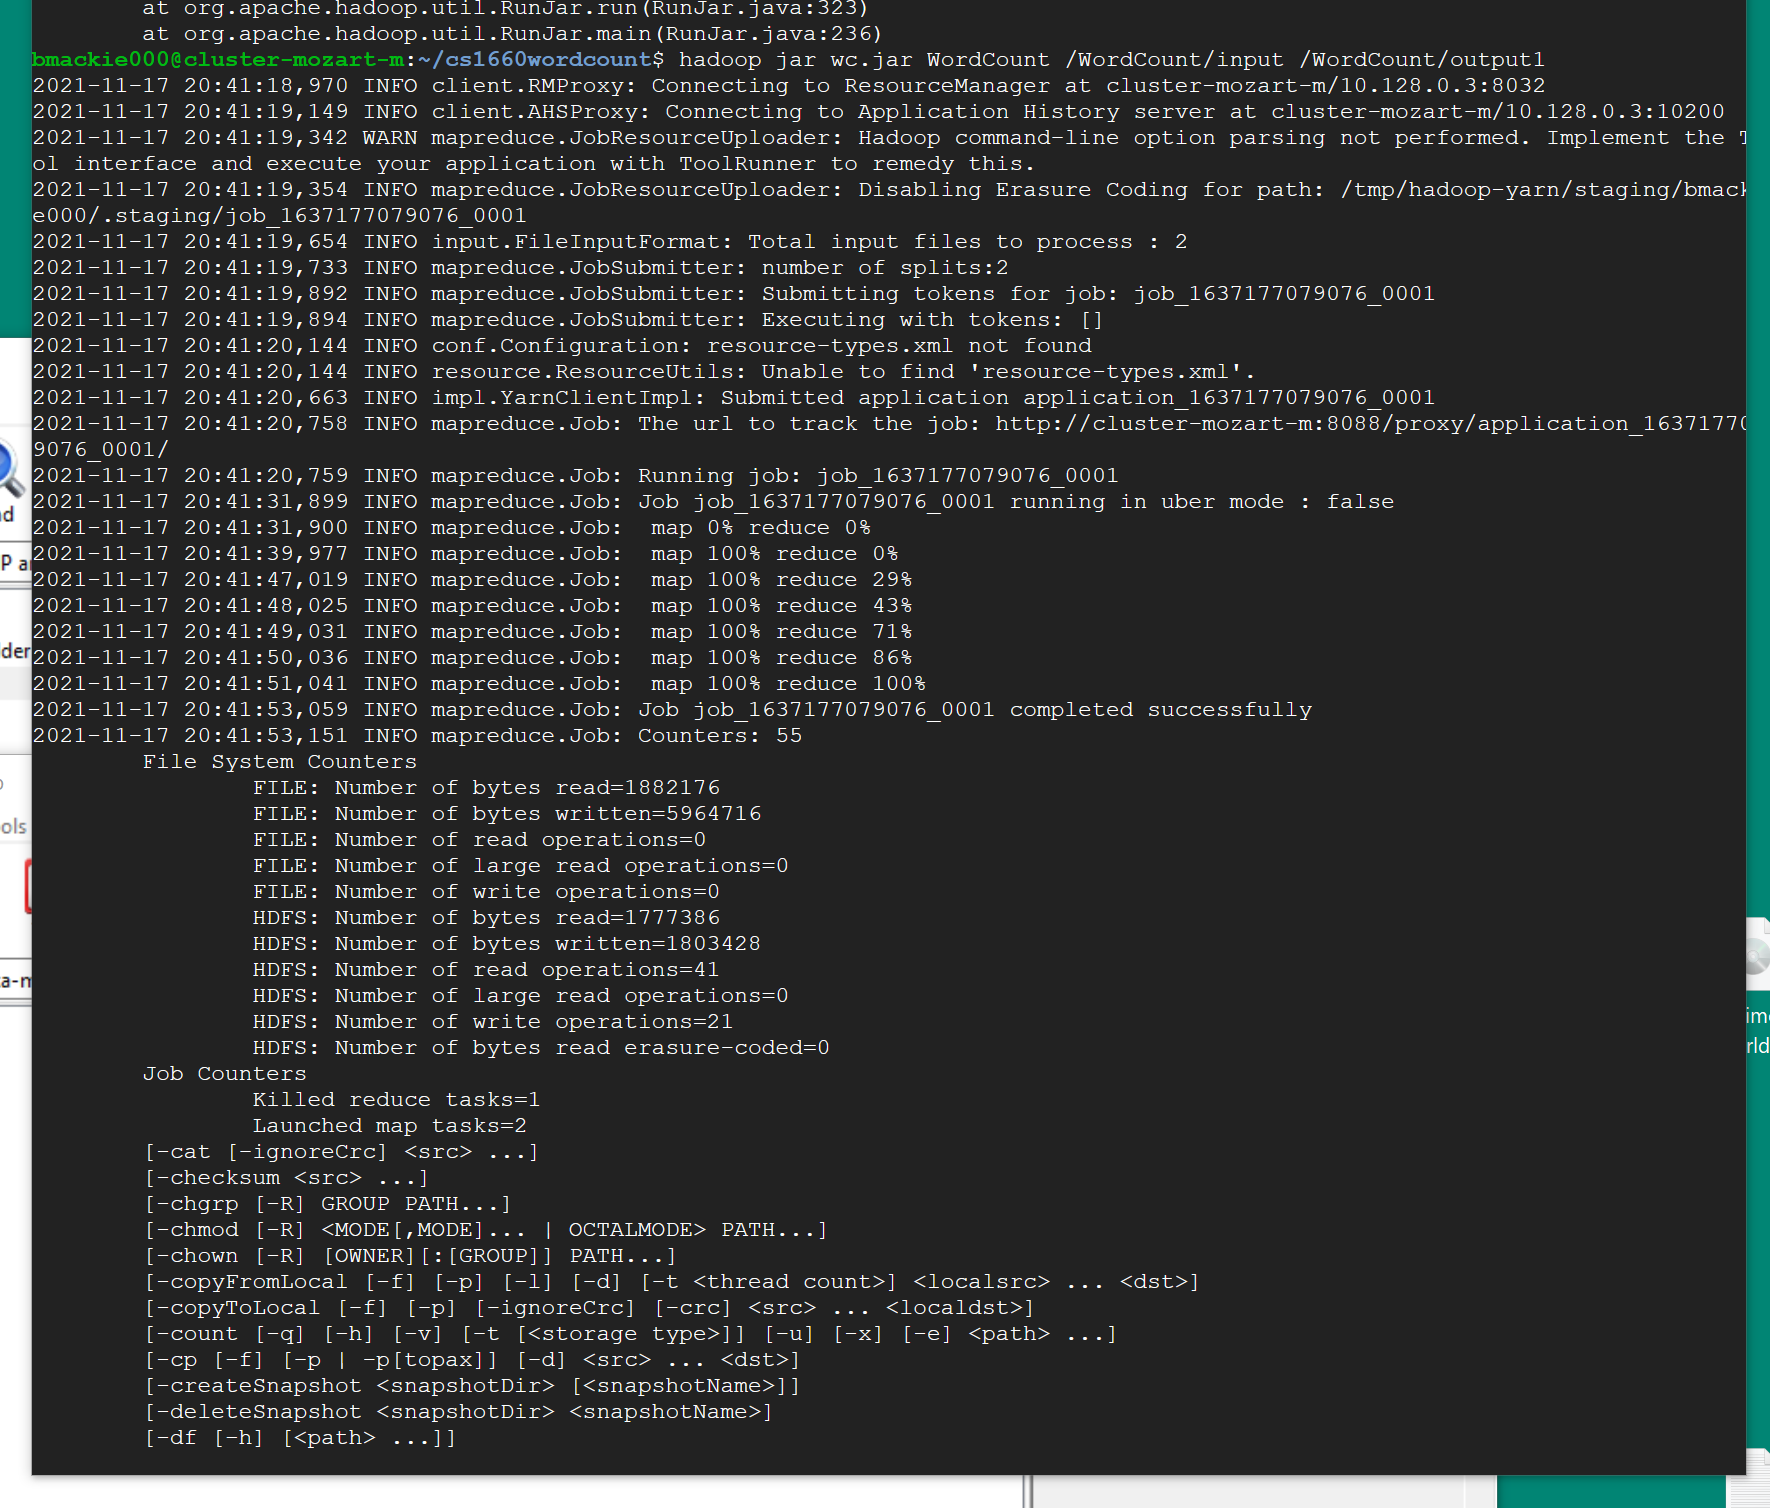 at org.apache.hadoop.util.RunJar.run(RunJar.java:323)
at org.apache.hadoop.util.RunJar.main(RunJar.java:236)
bmackie000@cluster-mozart-m:~/cs1660wordcount$ hadoop jar wc.jar WordCount /WordCount/input /WordCount/output1
2021-11-17 20:41:18,970 INFO client.RMProxy: Connecting to ResourceManager at cluster-mozart-m/10.128.0.3:8032
2021-11-17 20:41:19,149 INFO client.AHSProxy: Connecting to Application History server at cluster-mozart-m/10.128.0.3:10200
2021-11-17 20:41:19,342 WARN mapreduce.JobResourceUploader: Hadoop command-line option parsing not performed. Implement the T
ol interface and execute your application with ToolRunner to remedy this.
2021-11-17 20:41:19,354 INFO mapreduce.JobResourceUploader: Disabling Erasure Coding for path: /tmp/hadoop-yarn/staging/bmack
e000/.staging/job_1637177079076_0001
2021-11-17 20:41:19,654 INFO input.FileInputFormat: Total input files to process : 2
2021-11-17 20:41:19,733 INFO mapreduce.JobSubmitter: number of splits:2
2021-11-17 20:41:19,892 INFO mapreduce.JobSubmitter: Submitting tokens for job: job_1637177079076_0001
2021-11-17 20:41:19,894 INFO mapreduce.JobSubmitter: Executing with tokens: []
2021-11-17 20:41:20,144 INFO conf.Configuration: resource-types.xml not found
2021-11-17 20:41:20,144 INFO resource.ResourceUtils: Unable to find 'resource-types.xml'.
2021-11-17 20:41:20,663 INFO impl.YarnClientImpl: Submitted application application_1637177079076_0001
2021-11-17 20:41:20,758 INFO mapreduce.Job: The url to track the job: http://cluster-mozart-m:8088/proxy/application_16371770
9076_0001/
2021-11-17 20:41:20,759 INFO mapreduce.Job: Running job: job_1637177079076_0001
2021-11-17 20:41:31,899 INFO mapreduce.Job: Job job_1637177079076_0001 running in uber mode : false
2021-11-17 20:41:31,900 INFO mapreduce.Job:  map 0% reduce 0%
2021-11-17 20:41:39,977 INFO mapreduce.Job:  map 100% reduce 0%
2021-11-17 20:41:47,019 INFO mapreduce.Job:  map 100% reduce 29%
2021-11-17 20:41:48,025 INFO mapreduce.Job:  map 100% reduce 43%
2021-11-17 20:41:49,031 INFO mapreduce.Job:  map 100% reduce 71%
2021-11-17 20:41:50,036 INFO mapreduce.Job:  map 100% reduce 86%
2021-11-17 20:41:51,041 INFO mapreduce.Job:  map 100% reduce 100%
2021-11-17 20:41:53,059 INFO mapreduce.Job: Job job_1637177079076_0001 completed successfully
2021-11-17 20:41:53,151 INFO mapreduce.Job: Counters: 55
File System Counters
FILE: Number of bytes read=1882176
FILE: Number of bytes written=5964716
FILE: Number of read operations=0
FILE: Number of large read operations=0
FILE: Number of write operations=0
HDFS: Number of bytes read=1777386
HDFS: Number of bytes written=1803428
HDFS: Number of read operations=41
HDFS: Number of large read operations=0
HDFS: Number of write operations=21
HDFS: Number of bytes read erasure-coded=0
Job Counters
Killed reduce tasks=1
Launched map tasks=2
[-cat [-ignoreCrc] <src> ...]
[-checksum <src> ...]
[-chgrp [-R] GROUP PATH...]
[-chmod [-R] <MODE[,MODE]... | OCTALMODE> PATH...]
[-chown [-R] [OWNER][:[GROUP]] PATH...]
[-copyFromLocal [-f] [-p] [-l] [-d] [-t <thread count>] <localsrc> ... <dst>]
[-copyToLocal [-f] [-p] [-ignoreCrc] [-crc] <src> ... <localdst>]
[-count [-q] [-h] [-v] [-t [<storage type>]] [-u] [-x] [-e] <path> ...]
[-cp [-f] [-p | -p[topax]] [-d] <src> ... <dst>]
[-createSnapshot <snapshotDir> [<snapshotName>]]
[-deleteSnapshot <snapshotDir> <snapshotName>]
[-df [-h] [<path> ...]]